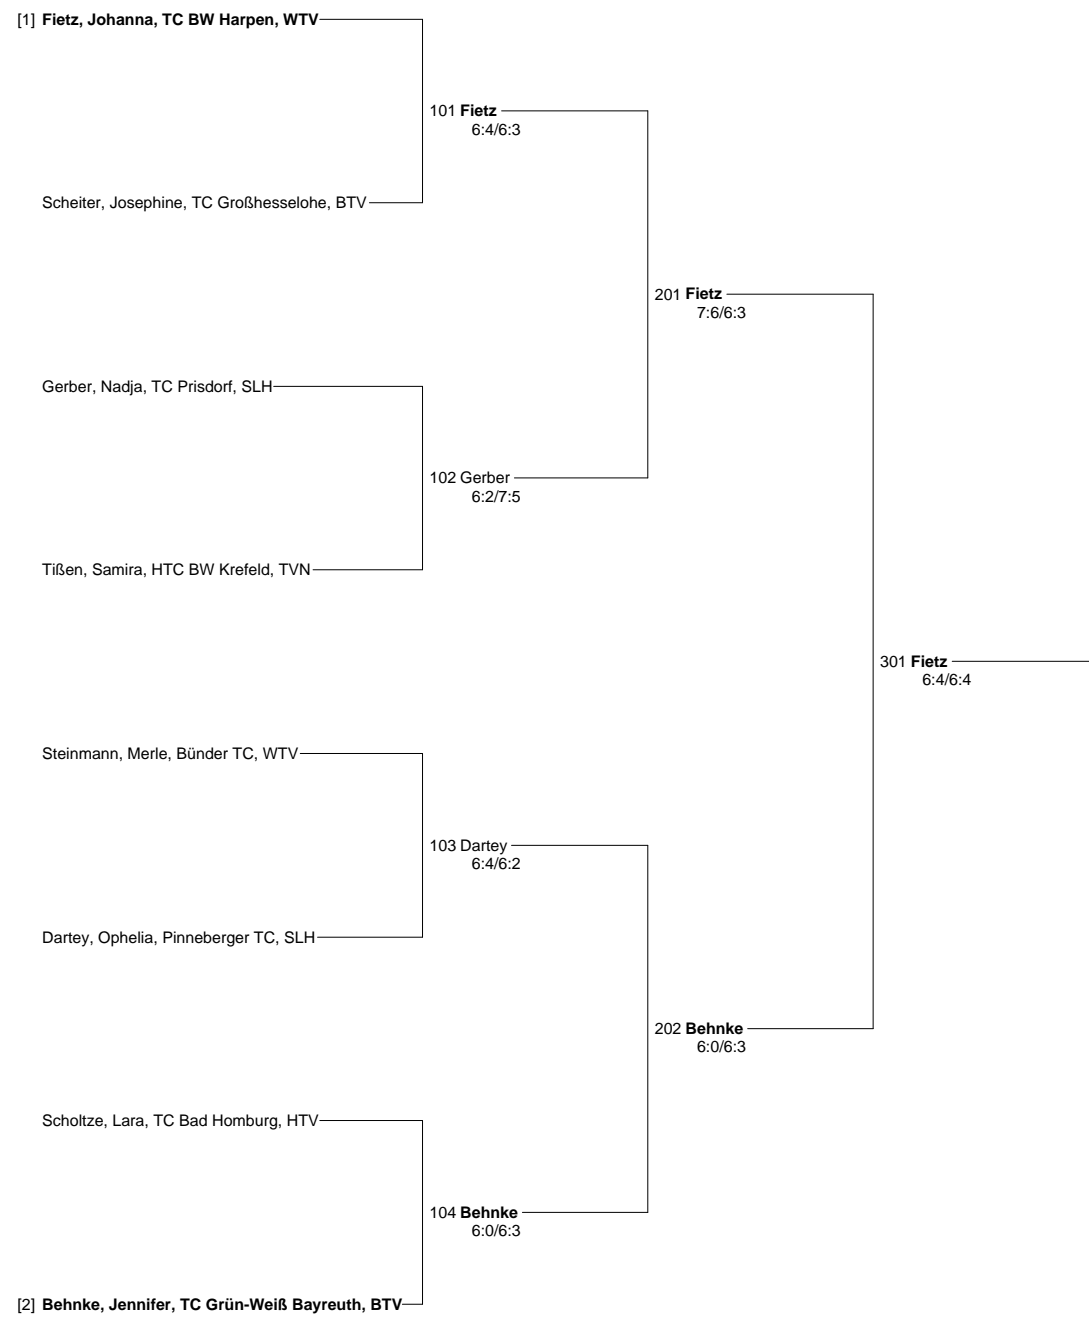 [1] Fietz, Johanna, TC BW Harpen, WTV
101 Fietz
6:4/6:3
Scheiter, Josephine, TC Großhesselohe, BTV
201 Fietz
7:6/6:3
Gerber, Nadja, TC Prisdorf, SLH
102 Gerber
6:2/7:5
Tißen, Samira, HTC BW Krefeld, TVN
301 Fietz
6:4/6:4
Steinmann, Merle, Bünder TC, WTV
103 Dartey
6:4/6:2
Dartey, Ophelia, Pinneberger TC, SLH
202 Behnke
6:0/6:3
Scholtze, Lara, TC Bad Homburg, HTV
104 Behnke
6:0/6:3
[2] Behnke, Jennifer, TC Grün-Weiß Bayreuth, BTV